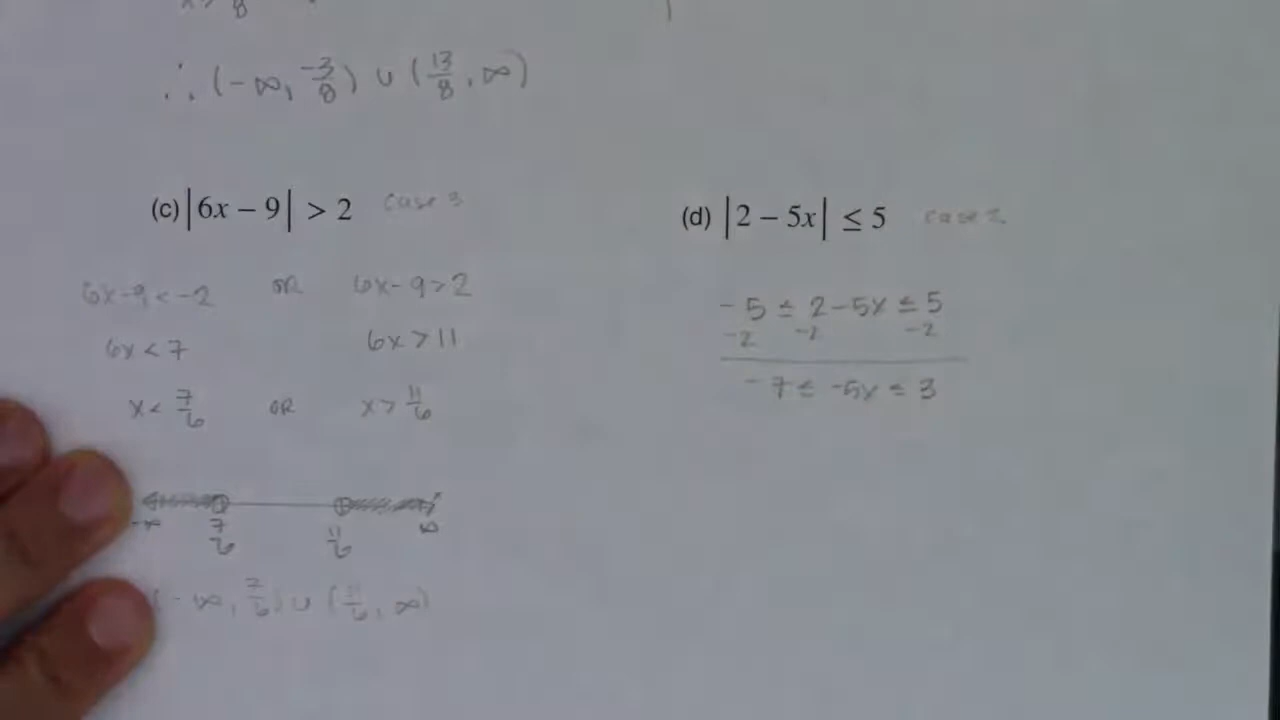 ∴ (-∞, -3/8) ∪ (13/8, ∞)
(c) |6x − 9| > 2 case 3
6x-9<-2 OR 6x-9>2
6x<7 6x>11
x< 7/6 OR x> 11/6
-∞ 7/6 11/6 ∞
(-∞, 7/6) ∪ (11/6, ∞)
(d) |2 − 5x| ≤ 5 case 2
-5 ≤ 2-5x ≤ 5
-2 -2 -2
-7 ≤ -5x ≤ 3